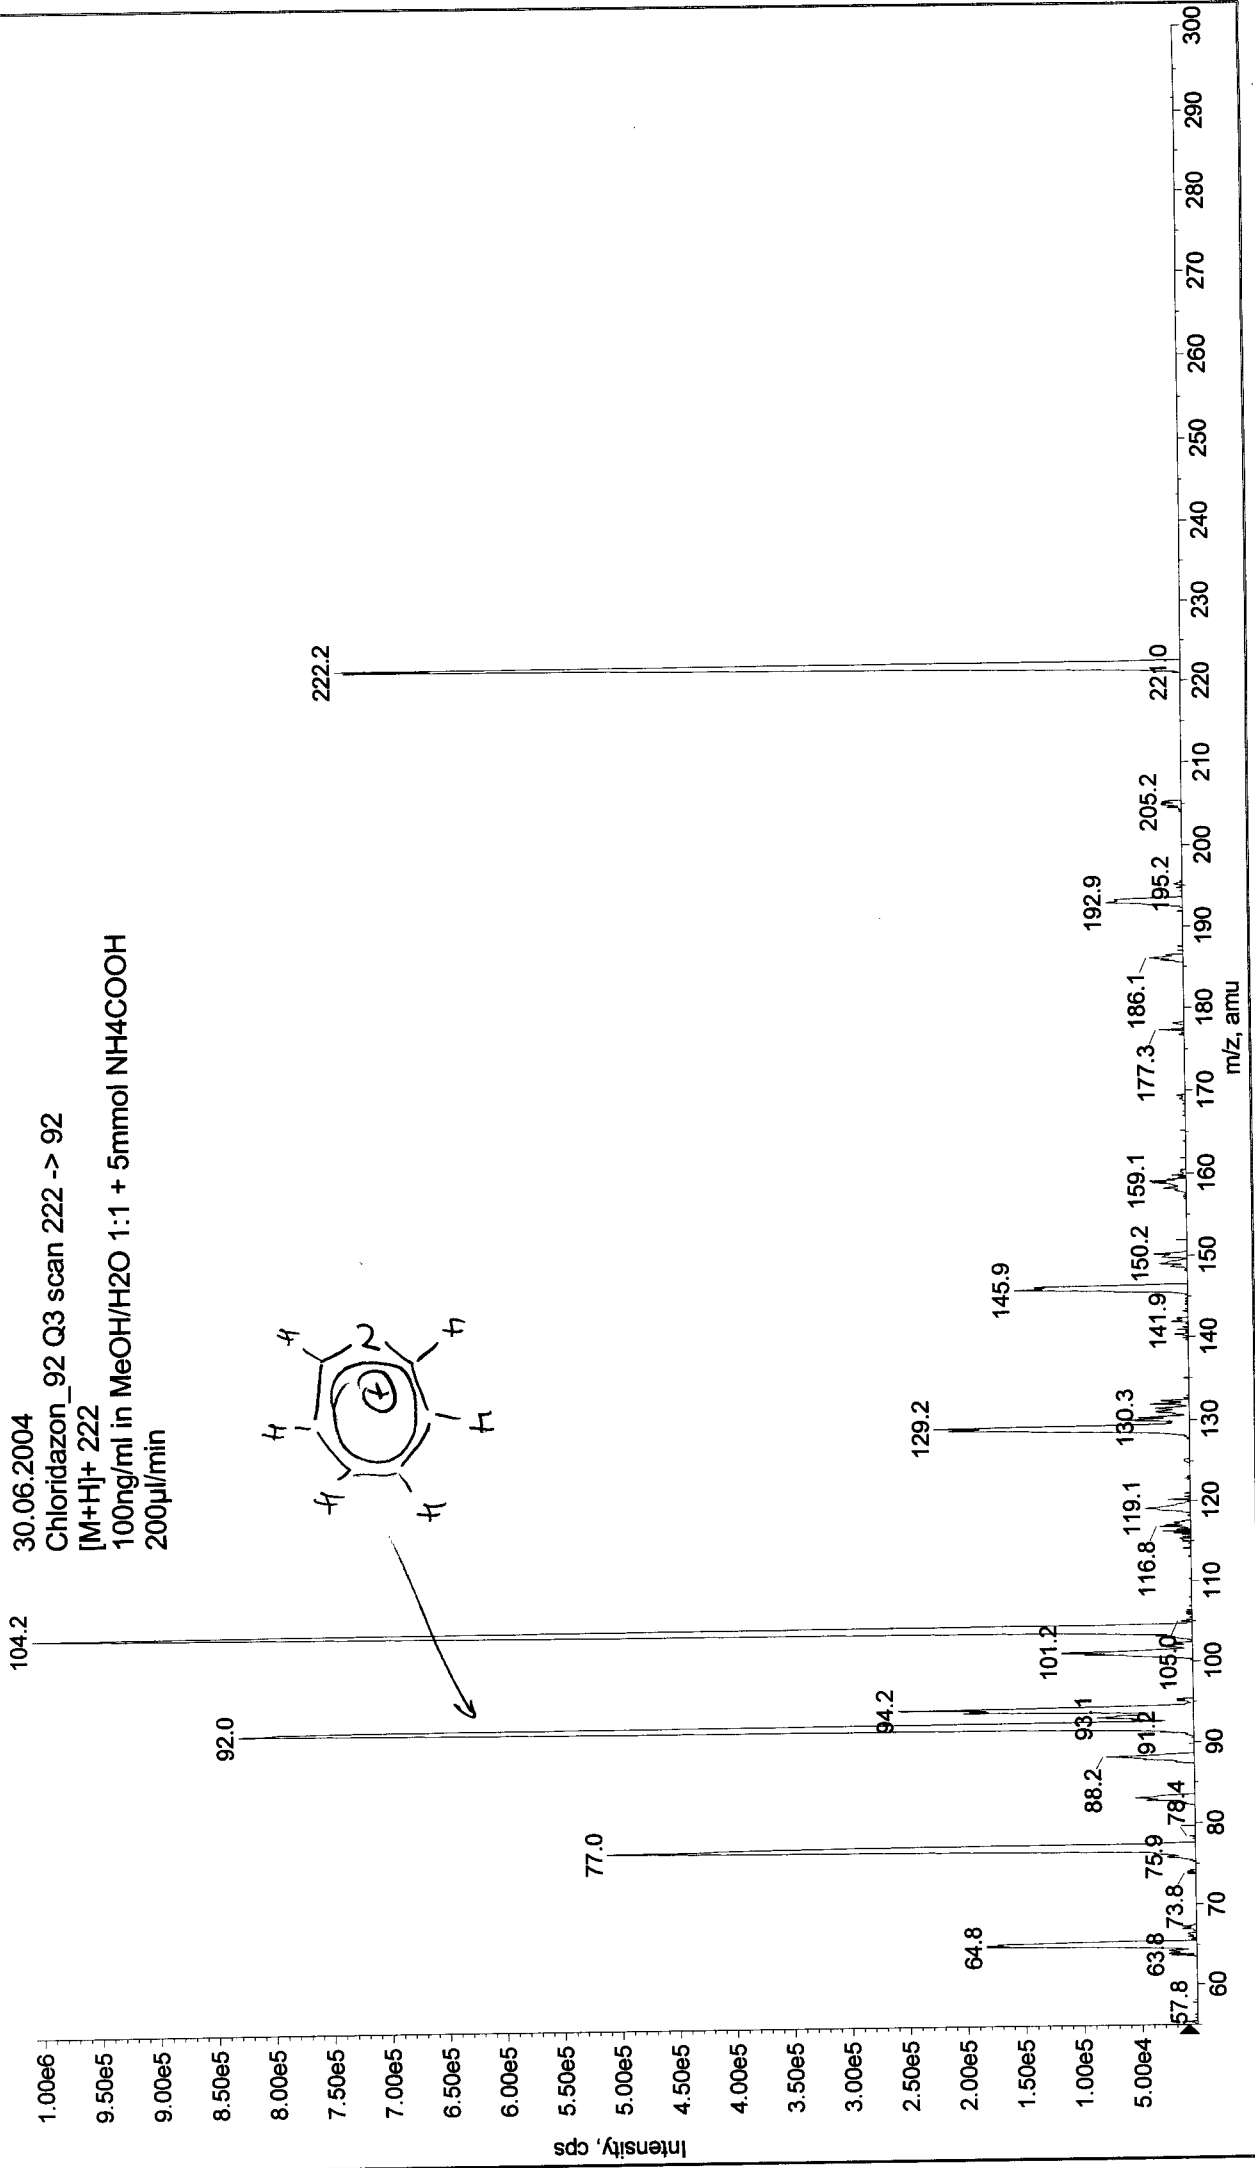 30.06.2004
Chloridazon_92 Q3 scan 222 -> 92
[M+H]+ 222
100ng/ml in MeOH/H2O 1:1 + 5mmol NH4COOH
200µl/min
1.00e6
9.50e5
9.00e5
8.50e5
8.00e5
7.50e5
7.00e5
6.50e5
6.00e5
5.50e5
5.00e5
4.50e5
4.00e5
3.50e5
3.00e5
2.50e5
2.00e5
1.50e5
1.00e5
5.00e4
Intensity, cps
57.8
63.8
64.8
73.8
75.9
77.0
78.4
88.2
91.2
92.0
93.1
94.2
101.2
104.2
105.0
116.8
119.1
129.2
130.3
141.9
145.9
150.2
159.1
177.3
186.1
192.9
195.2
205.2
221.0
222.2
H
N
H
H
H
H
H
+
60 70 80 90 100 110 120 130 140 150 160 170 180 190 200 210 220 230 240 250 260 270 280 290 300
m/z, amu